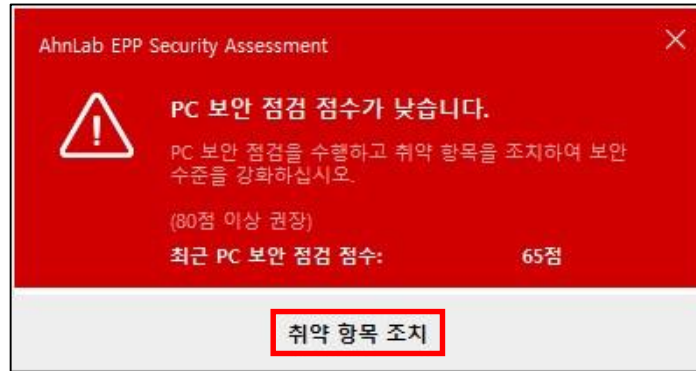 AhnLab EPP Security Assessment
PC 보안 점검 점수가 낮습니다.
PC 보안 점검을 수행하고 취약 항목을 조치하여 보안
수준을 강화하십시오.
(80점 이상 권장)
최근 PC 보안 점검 점수: 65점
취약 항목 조치